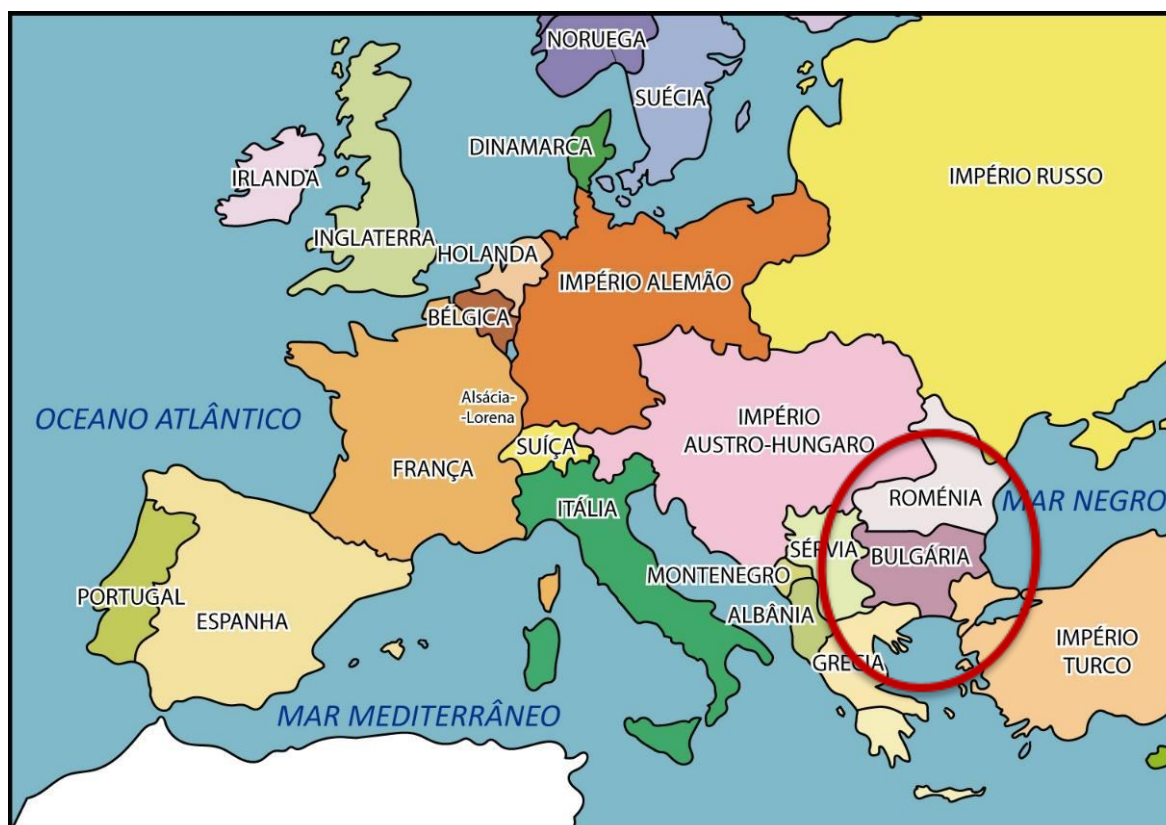 NORUEGA
SUÉCIA
DINAMARCA
IRLANDA
IMPÉRIO RUSSO
INGLATERRA
HOLANDA
IMPÉRIO ALEMÃO
BÉLGICA
Alsácia-
-Lorena
OCEANO ATLÂNTICO
IMPÉRIO
AUSTRO-HUNGARO
SUÍÇA
FRANÇA
ROMÉNIA
MAR NEGRO
ITÁLIA
SÉRVIA
BULGÁRIA
MONTENEGRO
PORTUGAL
ESPANHA
ALBÂNIA
IMPÉRIO
TURCO
GRÉCIA
MAR MEDITERRÂNEO